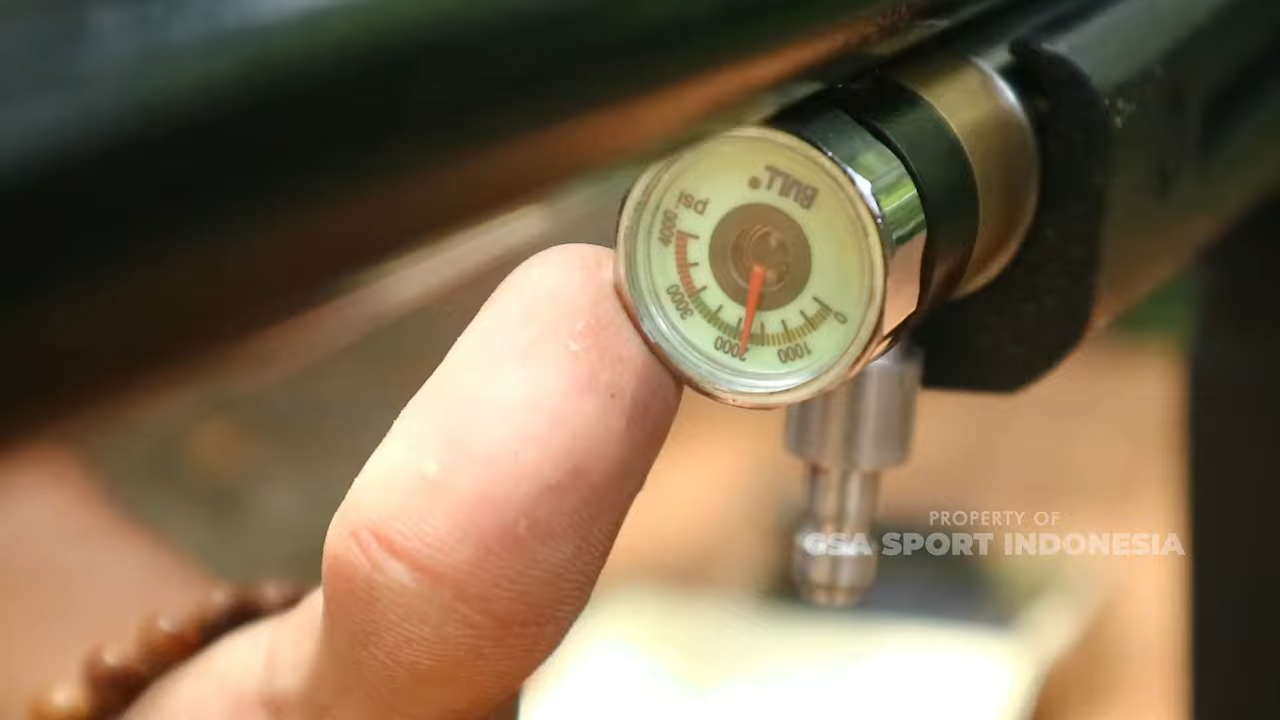 BULL®
psi
4000
3000
2000
1000
0
PROPERTY OF
GSA SPORT INDONESIA